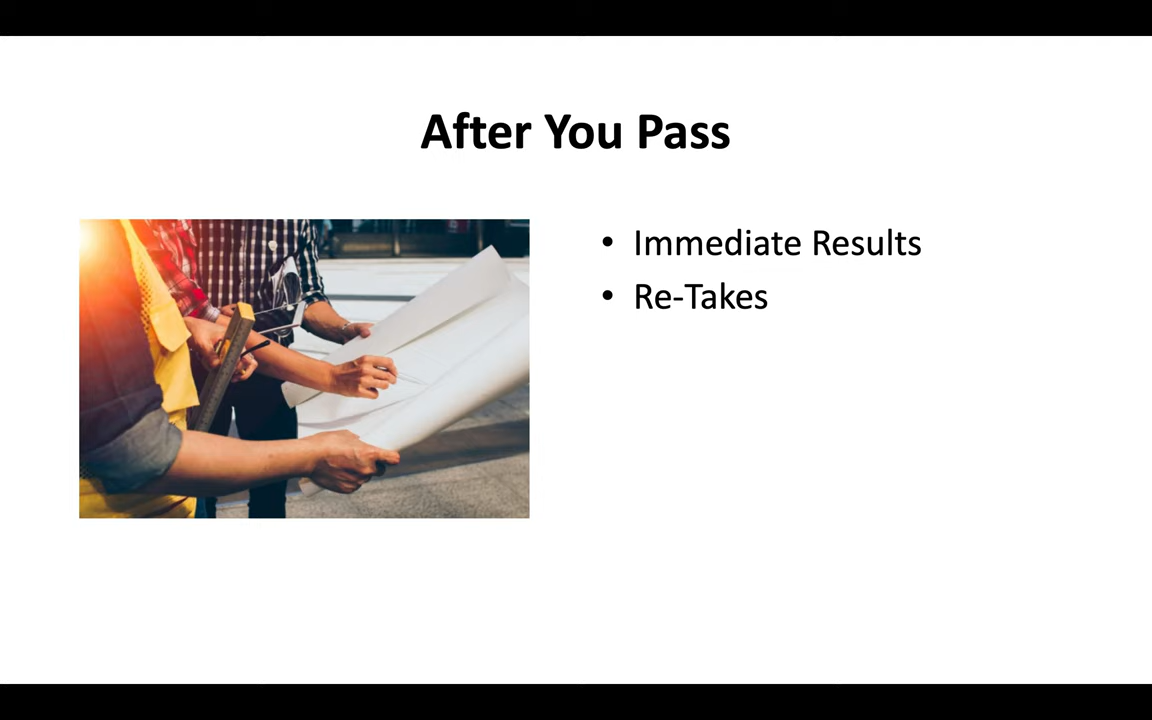 After You Pass
• Immediate Results
• Re-Takes